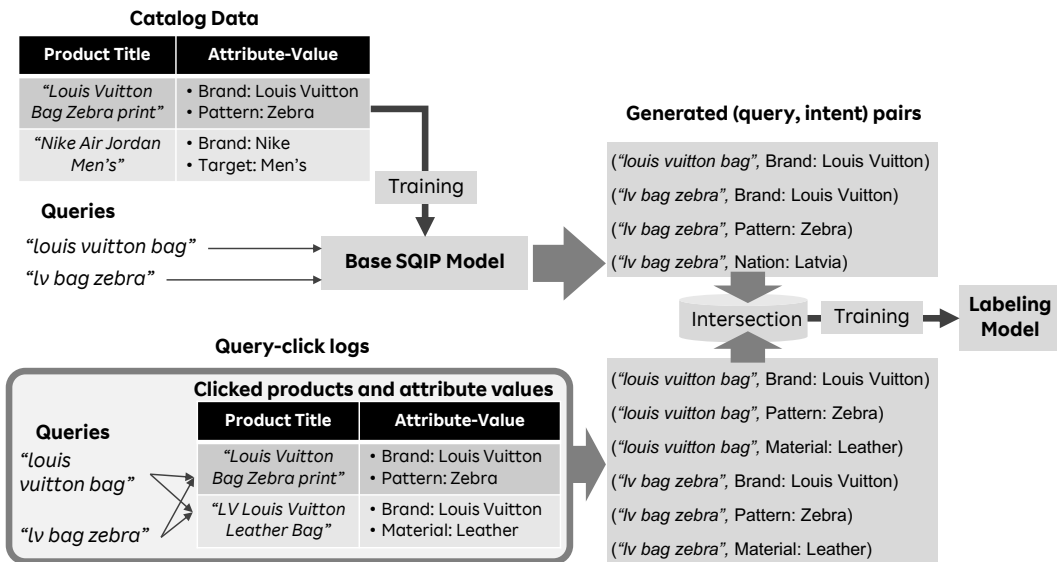 Catalog Data
Product Title
Attribute-Value
“Louis Vuitton
Bag Zebra print”
• Brand: Louis Vuitton
• Pattern: Zebra
“Nike Air Jordan
Men’s”
• Brand: Nike
• Target: Men’s
Training
Queries
“louis vuitton bag”
“lv bag zebra”
Base SQIP Model
Generated (query, intent) pairs
(“louis vuitton bag”, Brand: Louis Vuitton)
(“lv bag zebra”, Brand: Louis Vuitton)
(“lv bag zebra”, Pattern: Zebra)
(“lv bag zebra”, Nation: Latvia)
Intersection
Training
Labeling
Model
Query-click logs
Clicked products and attribute values
Queries
“louis
vuitton bag”
“lv bag zebra”
Product Title
Attribute-Value
“Louis Vuitton
Bag Zebra print”
• Brand: Louis Vuitton
• Pattern: Zebra
“LV Louis Vuitton
Leather Bag”
• Brand: Louis Vuitton
• Material: Leather
(“louis vuitton bag”, Brand: Louis Vuitton)
(“louis vuitton bag”, Pattern: Zebra)
(“louis vuitton bag”, Material: Leather)
(“lv bag zebra”, Brand: Louis Vuitton)
(“lv bag zebra”, Pattern: Zebra)
(“lv bag zebra”, Material: Leather)